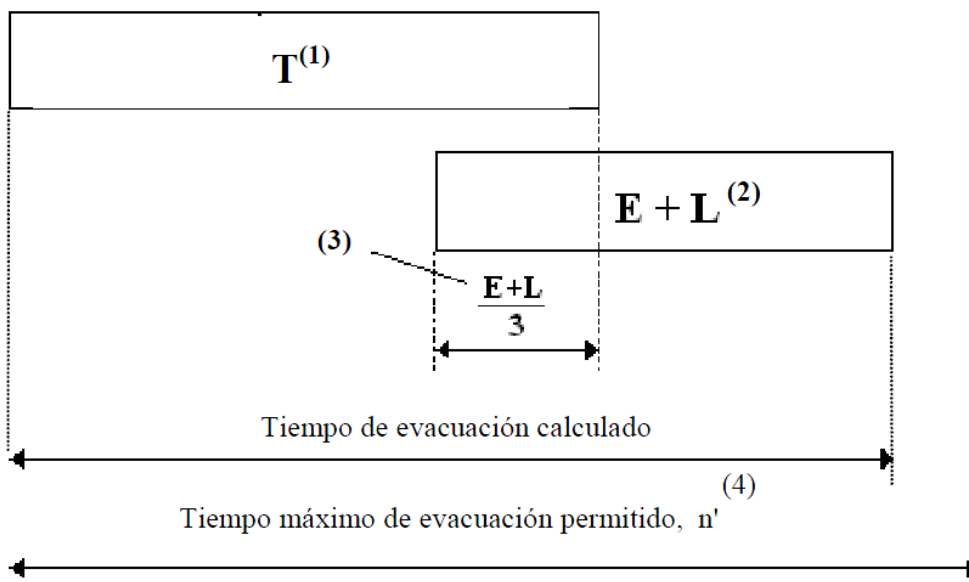 T(1)
E + L (2)
(3)
E+L
3
Tiempo de evacuación calculado
(4)
Tiempo máximo de evacuación permitido, n'